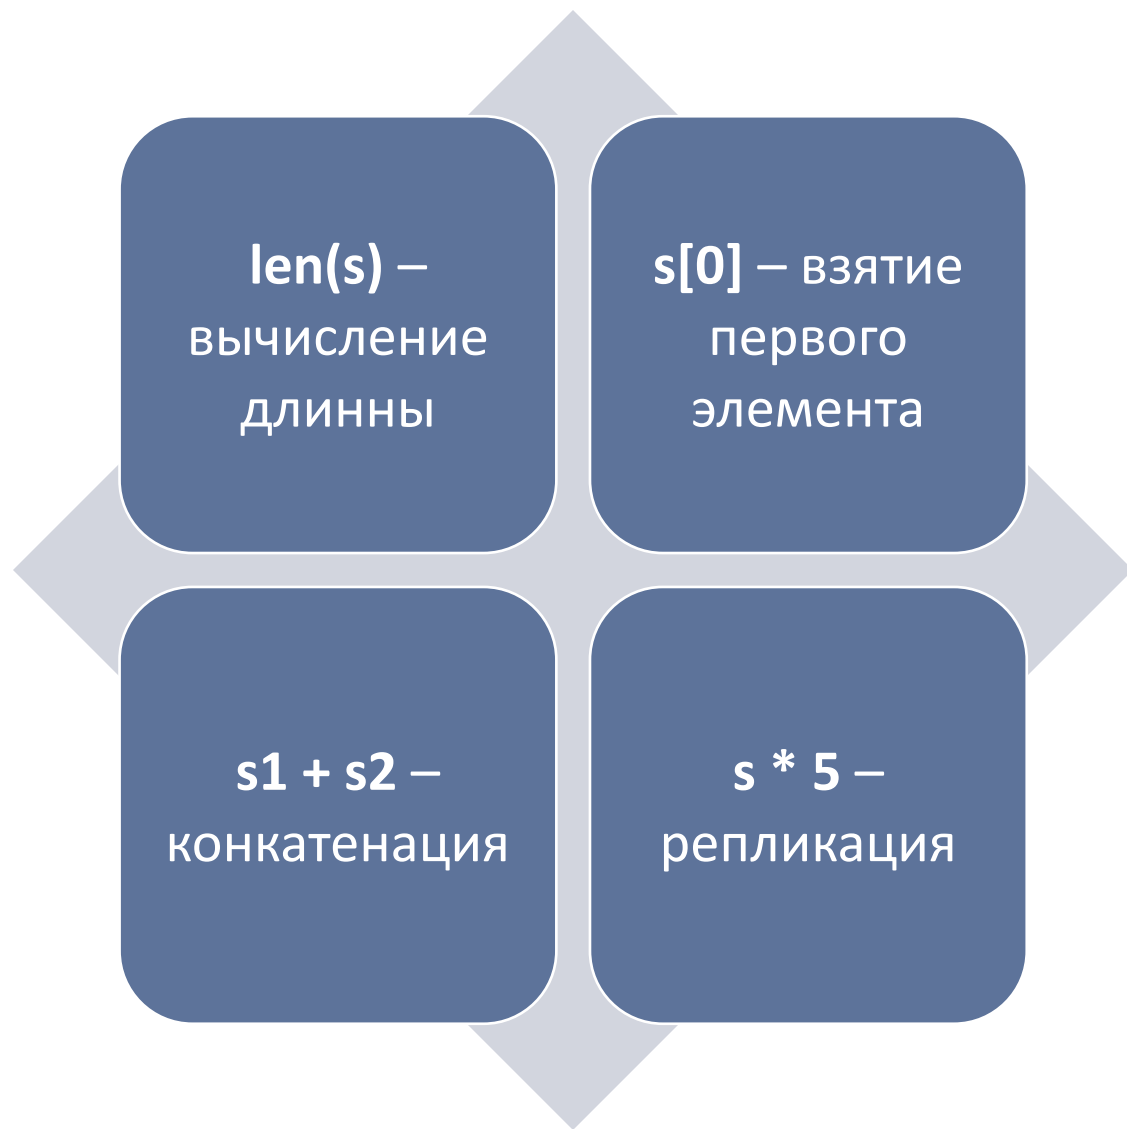 len(s) –
вычисление
длинны
s[0] – взятие
первого
элемента
s1 + s2 –
конкатенация
s * 5 –
репликация